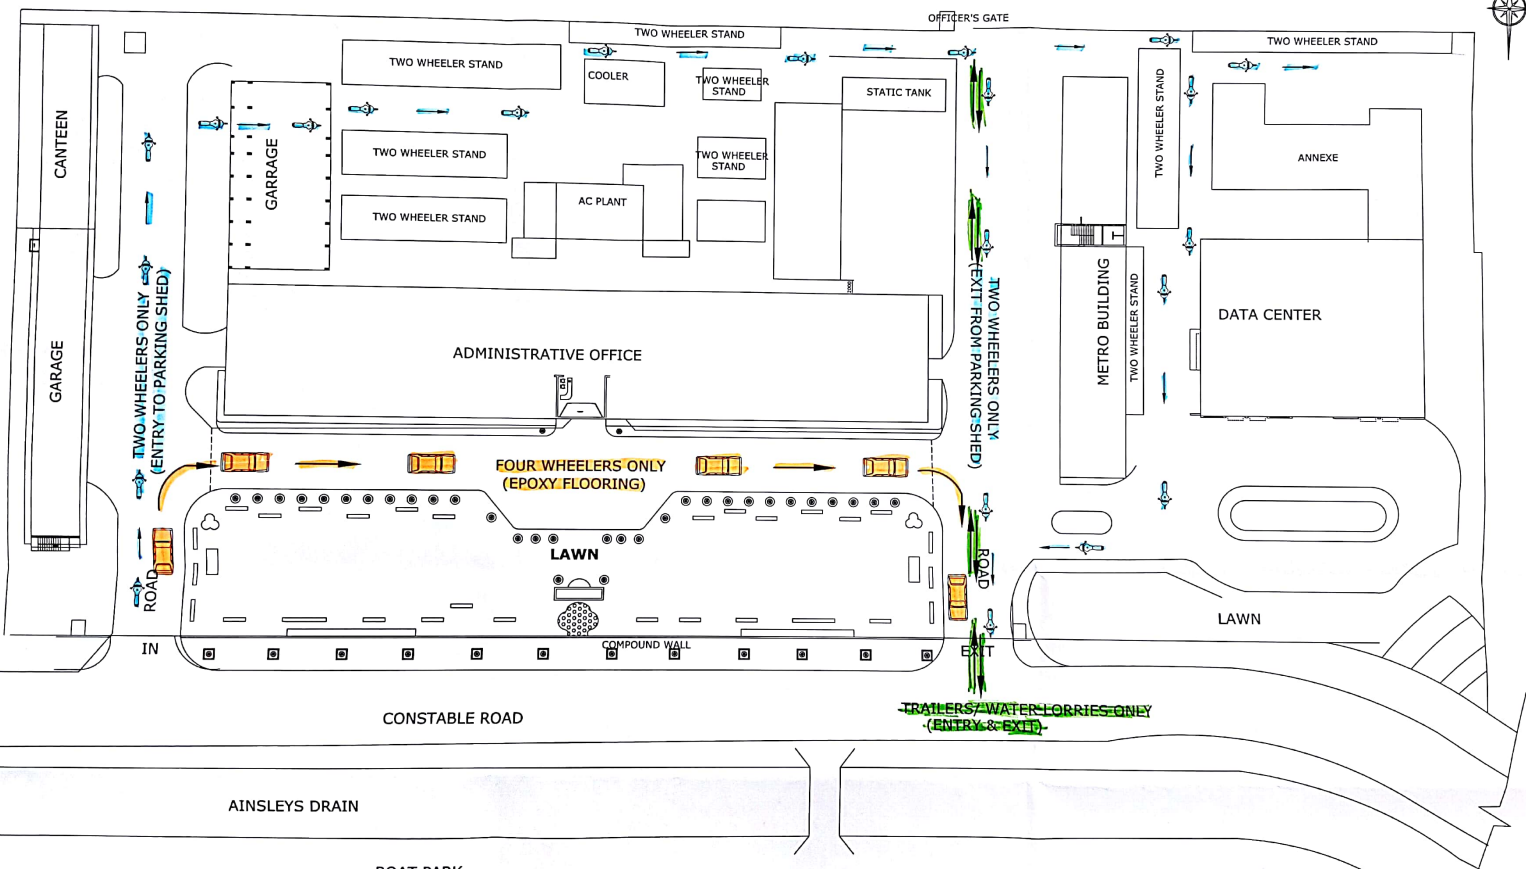 OFFICER'S GATE
TWO WHEELER STAND
TWO WHEELER STAND
TWO WHEELER STAND
COOLER
TWO WHEELER
STAND
STATIC TANK
CANTEEN
GARRAGE
TWO WHEELER STAND
TWO WHEELER
STAND
TWO WHEELER STAND
ANNEXE
AC PLANT
TWO WHEELER STAND
TWO WHEELERS ONLY
(ENTRY TO PARKING SHED)
TWO WHEELERS ONLY
(EXIT FROM PARKING SHED)
METRO BUILDING
TWO WHEELER STAND
DATA CENTER
GARAGE
ADMINISTRATIVE OFFICE
FOUR WHEELERS ONLY
(EPOXY FLOORING)
LAWN
ROAD
ROAD
LAWN
IN
COMPOUND WALL
EXIT
TRAILERS/ WATER LORRIES ONLY
(ENTRY & EXIT)
CONSTABLE ROAD
AINSLEYS DRAIN